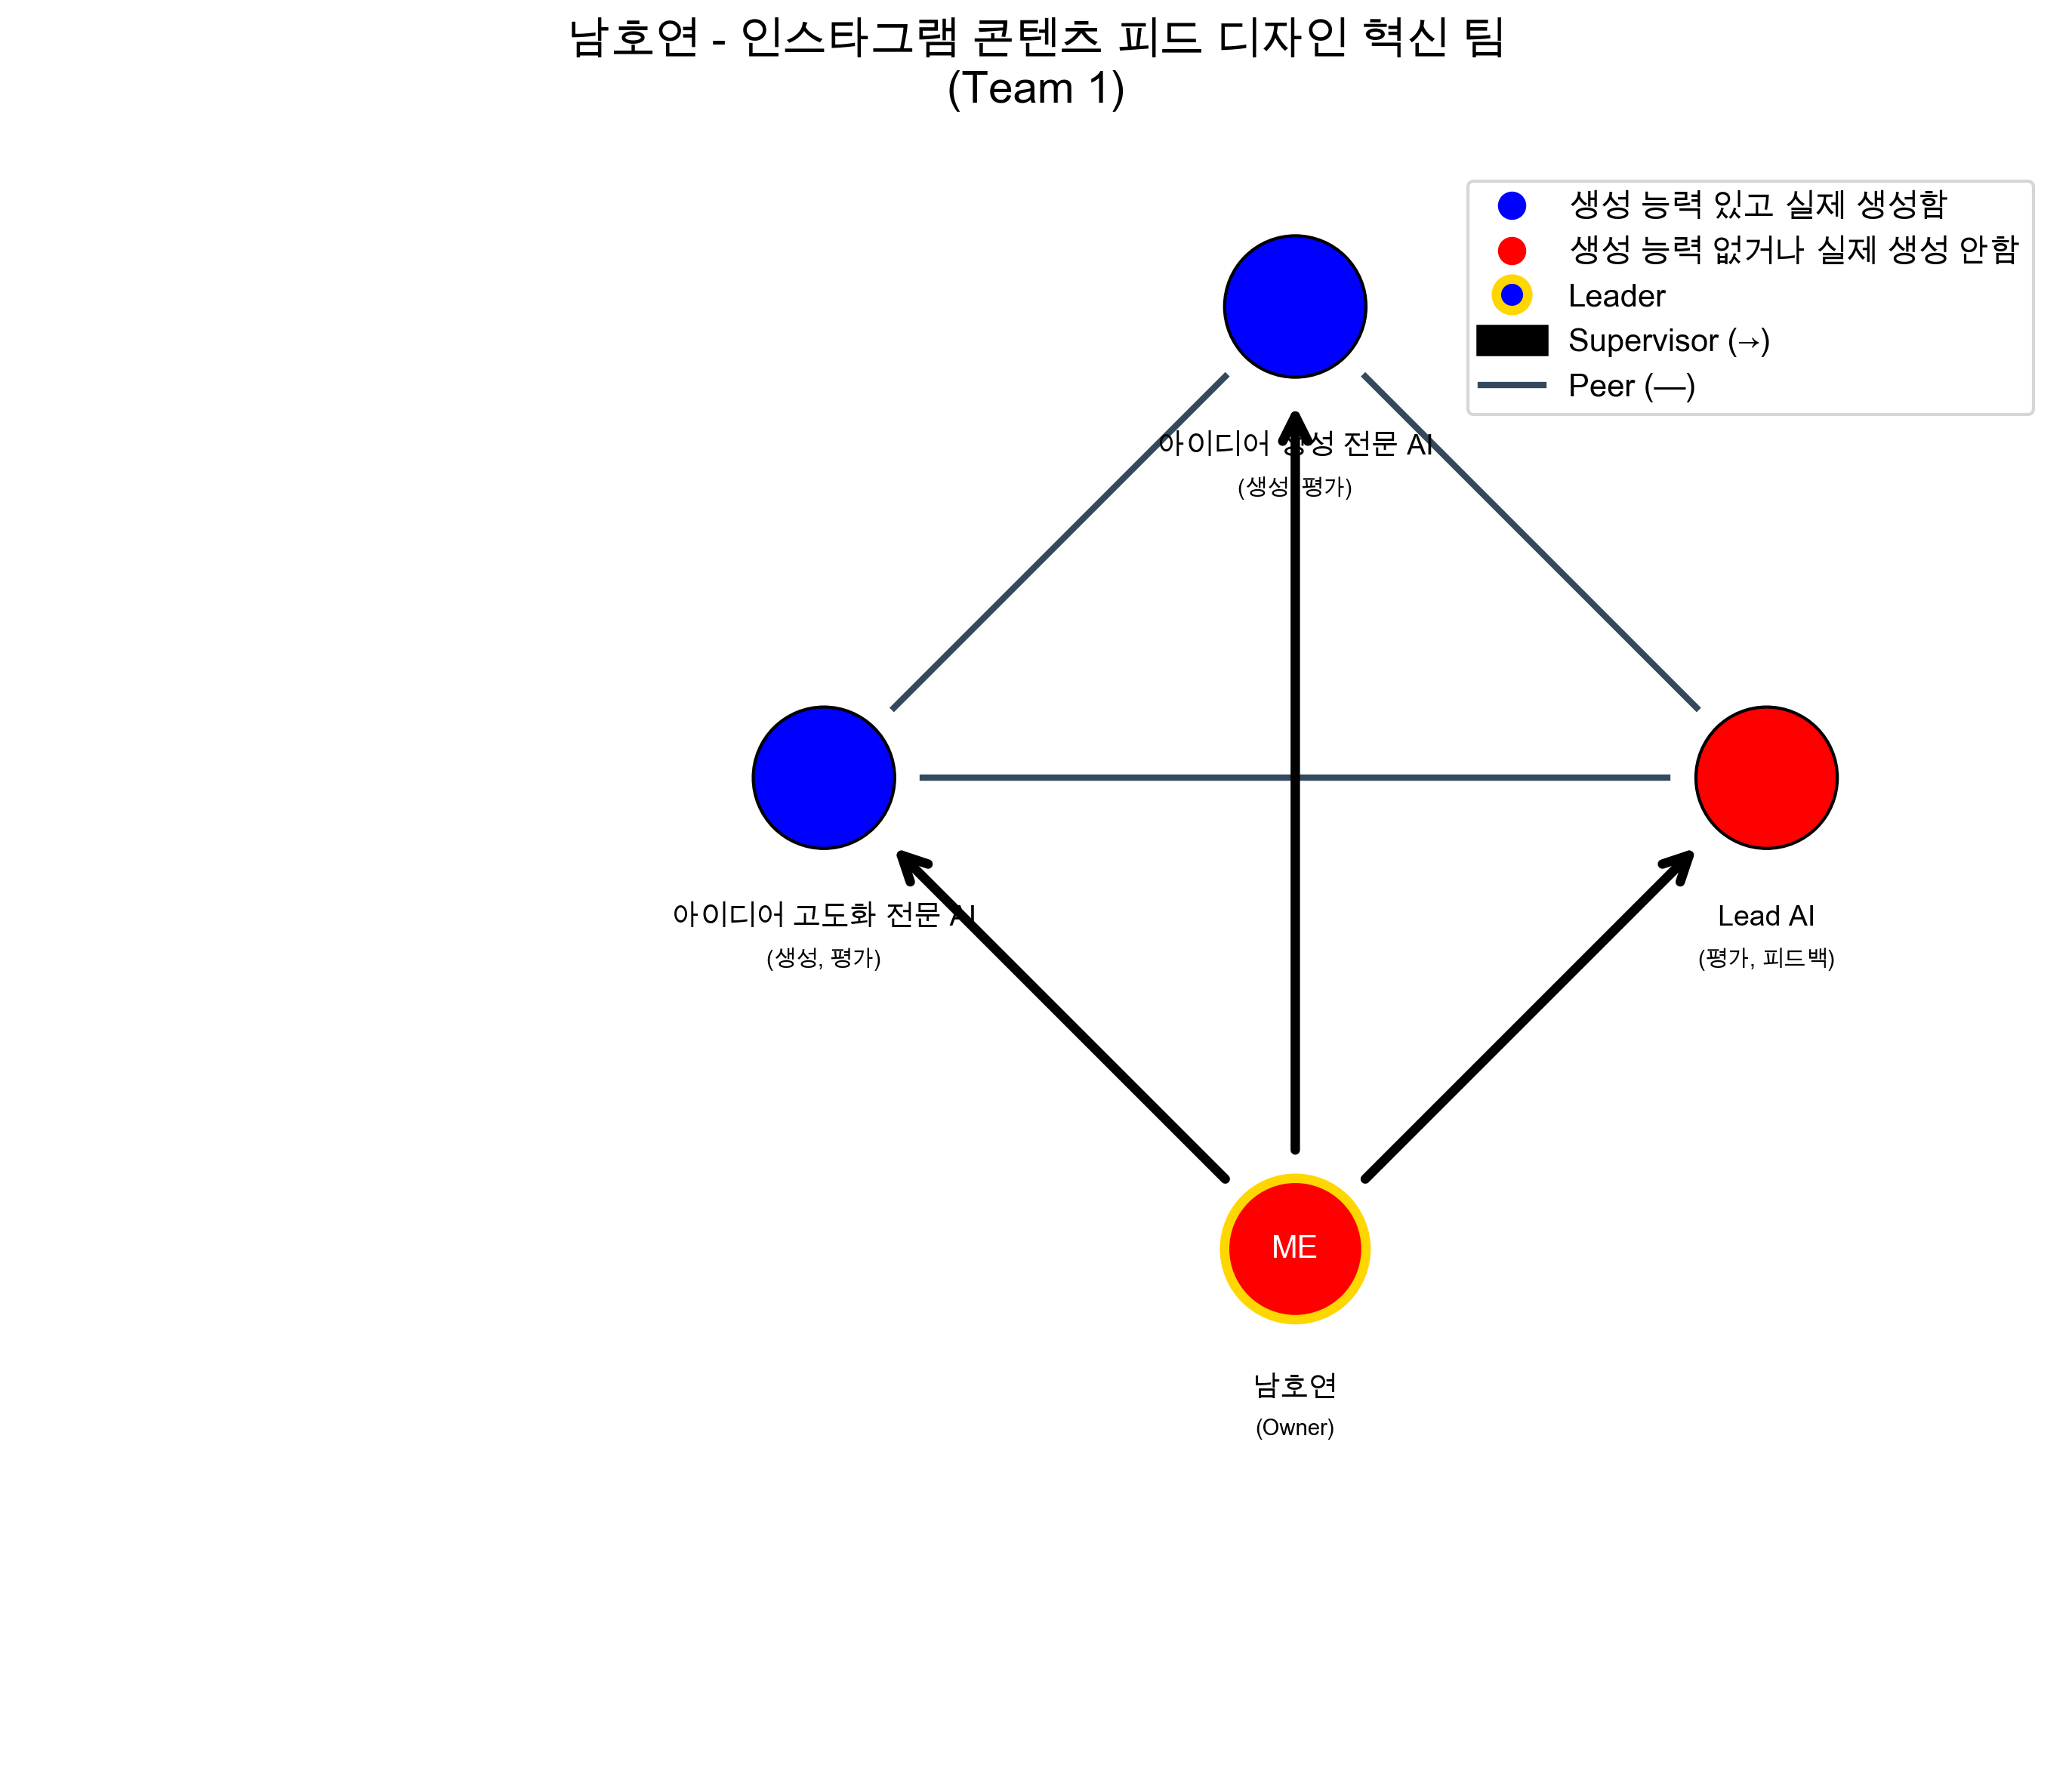 남호연 - 인스타그램 콘텐츠 피드 디자인 혁신 팀
(Team 1)
생성 능력 있고 실제 생성함
생성 능력 없거나 실제 생성 안함
Leader
Supervisor (→)
Peer (—)
아이디어 생성 전문 AI
(생성, 평가)
아이디어 고도화 전문 AI
(생성, 평가)
Lead AI
(평가, 피드백)
ME
남호연
(Owner)